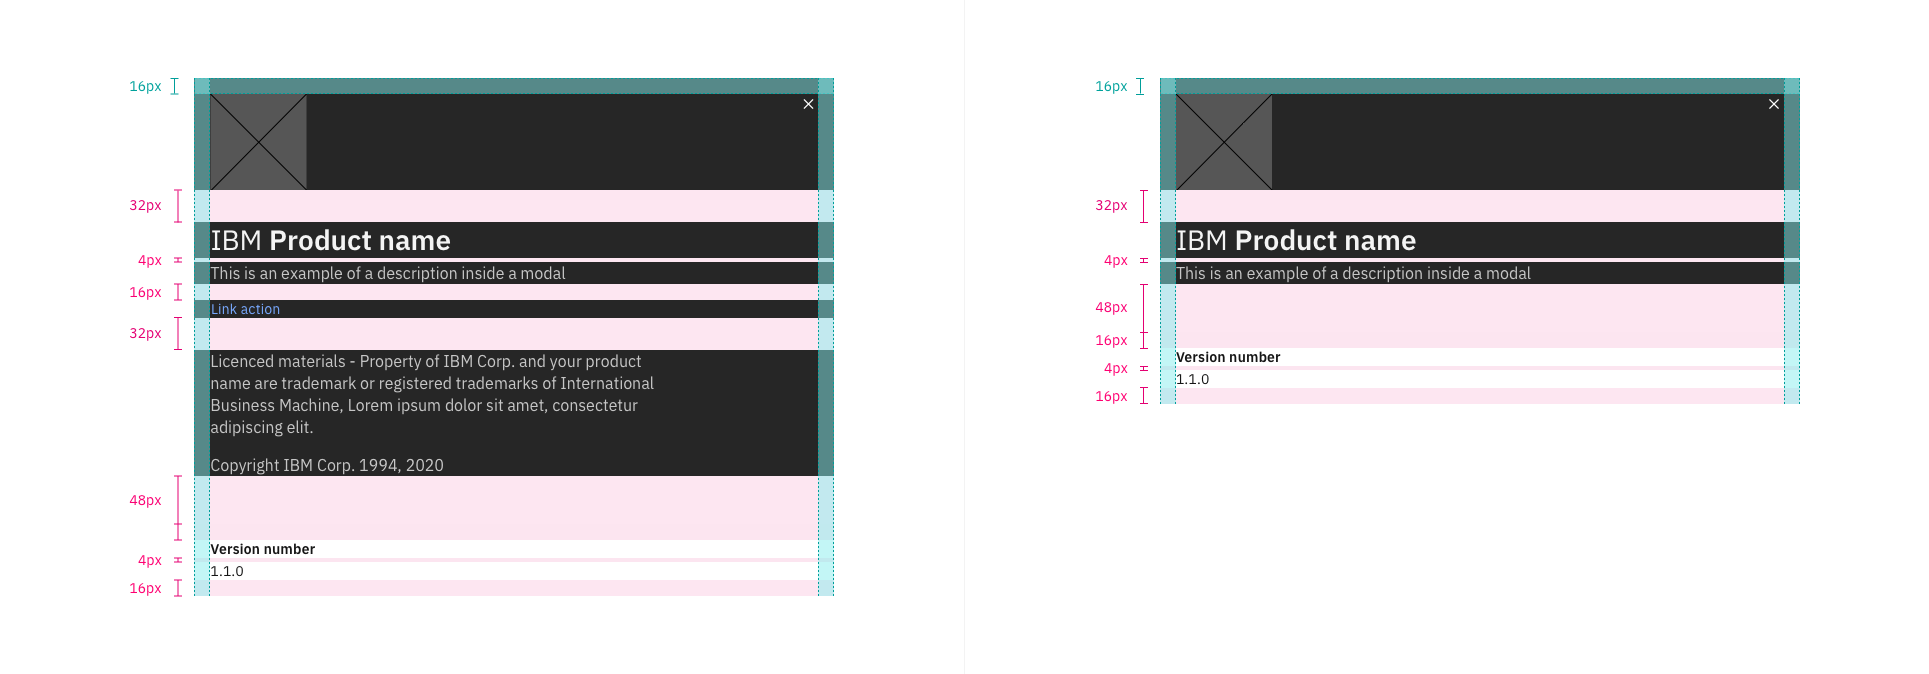 16px
32px
IBM Product name
4px
This is an example of a description inside a modal
16px
Link action
32px
Licenced materials - Property of IBM Corp. and your product
name are trademark or registered trademarks of International
Business Machine, Lorem ipsum dolor sit amet, consectetur
adipiscing elit.
Copyright IBM Corp. 1994, 2020
48px
Version number
4px
1.1.0
16px
16px
32px
IBM Product name
4px
This is an example of a description inside a modal
48px
16px
Version number
4px
1.1.0
16px